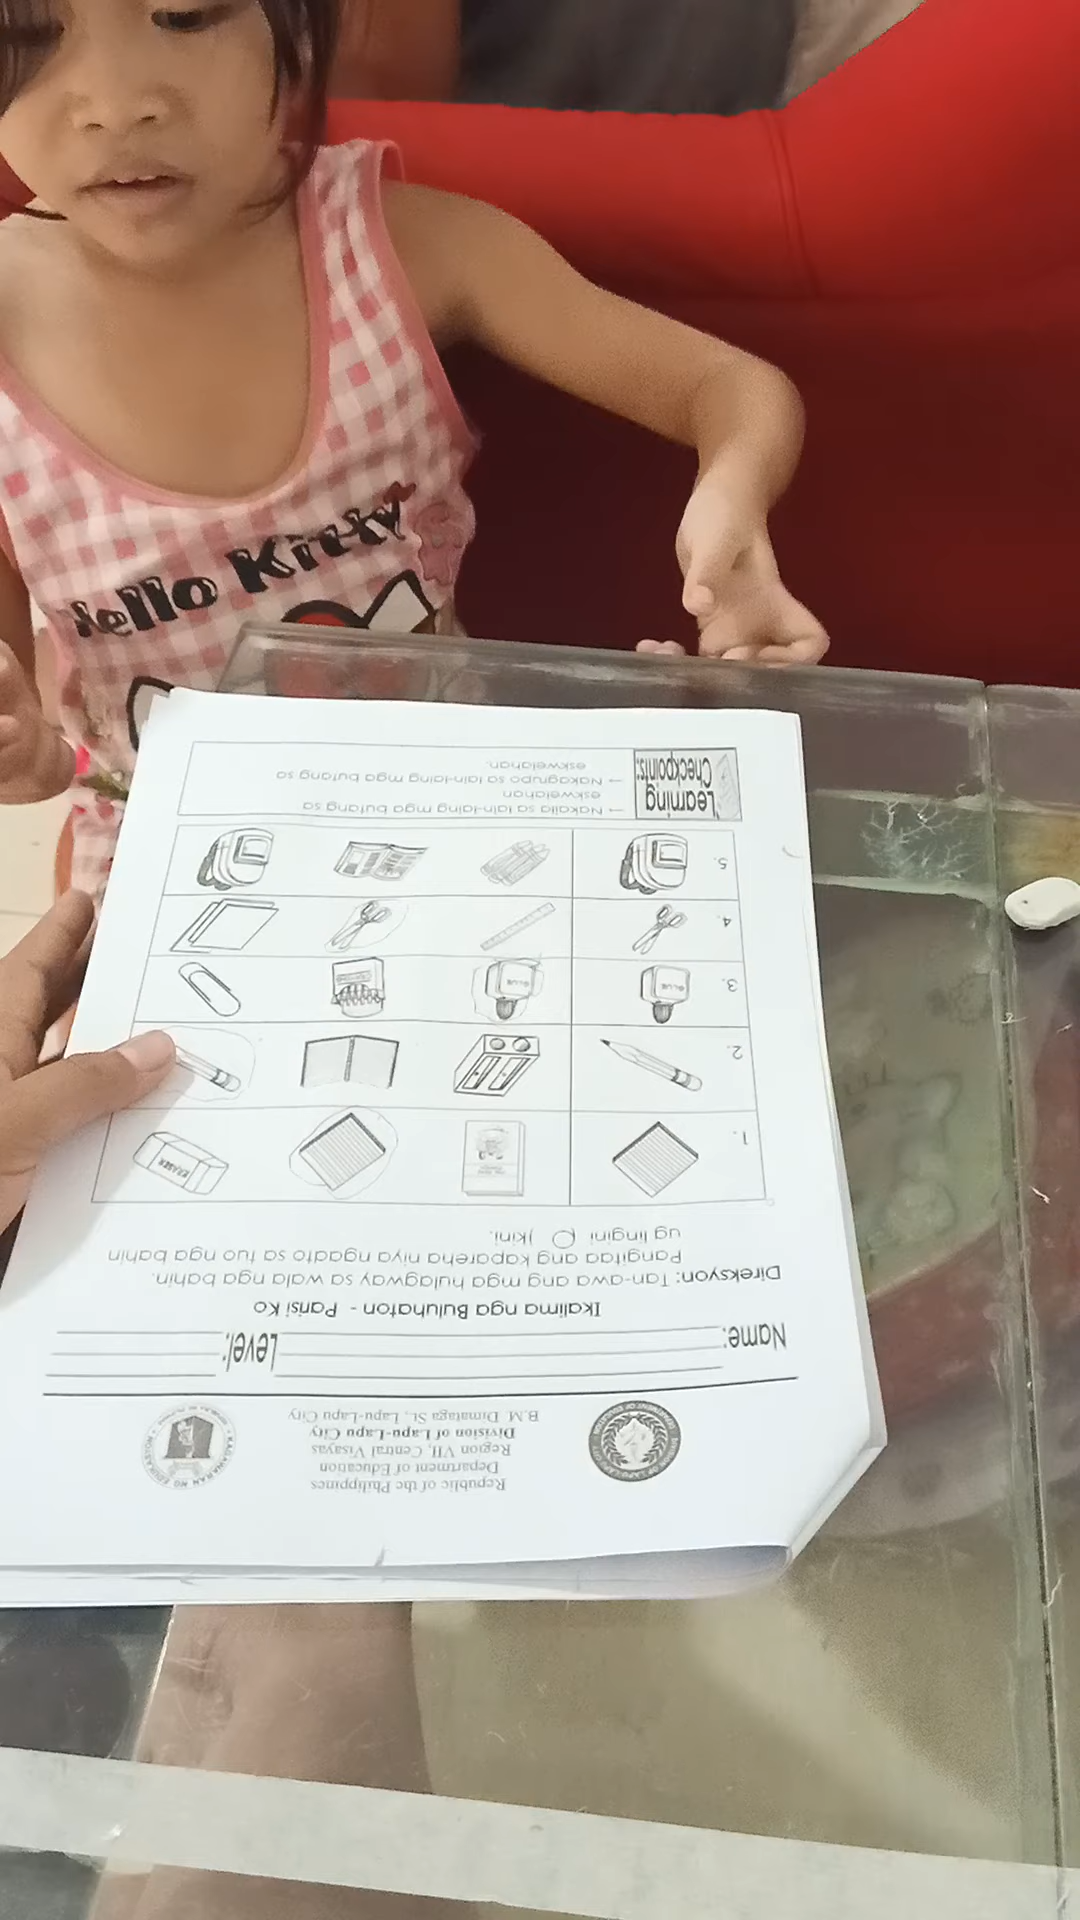 Hello Kitty
Republic of the Philippines
Department of Education
Region VII, Central Visayas
Division of Lapu-Lapu City
B.M. Dimataga St., Lapu-Lapu City
Name: Level:
Ikalima nga Buluhaton - Parisi Ko
Direksyon: Tan-awa ang mga hulagway sa wala nga bahin.
Pangitaa ang kapareha niya ngadto sa tuo nga bahin
ug lingini ( ) kini.
1.
ERASER
2.
3.
GLUE GLUE
4.
5.
Learning
Checkpoints:
→ Nakaila sa lain-laing mga butang sa
eskwelahan
→ Nakagrupo sa lain-laing mga butang sa
eskwelahan.